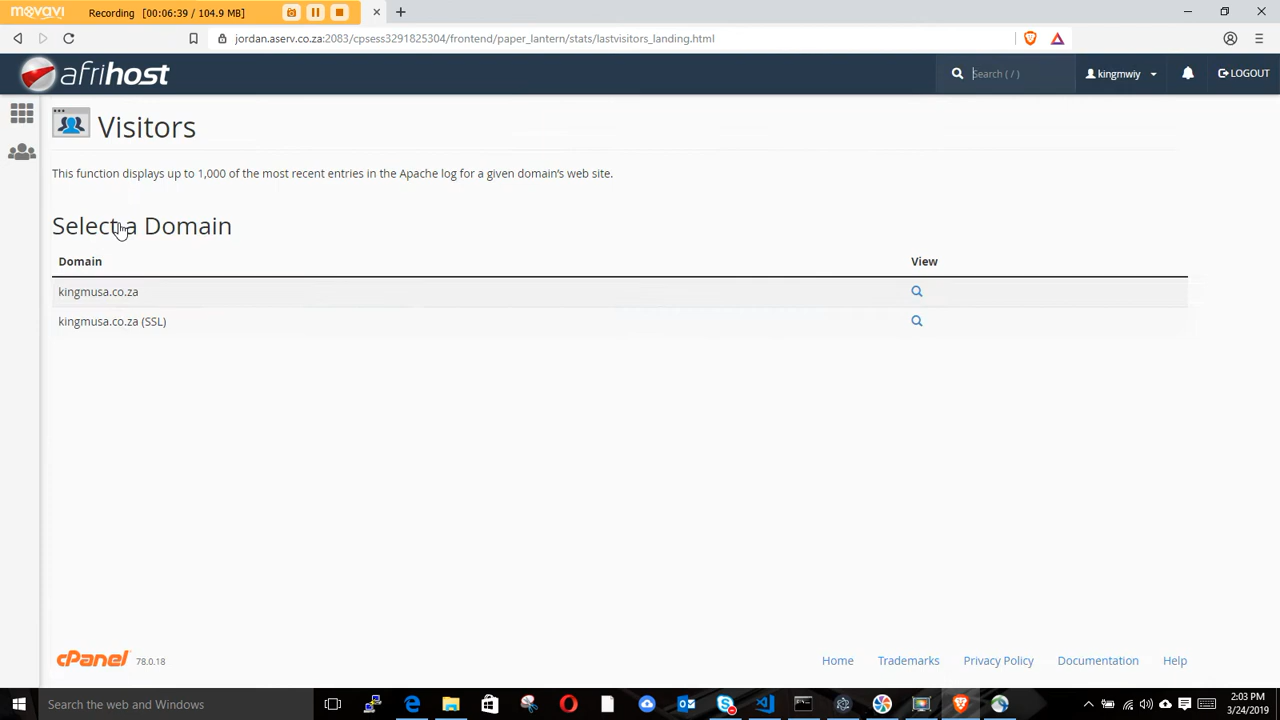 movavi Recording [00:06:39 / 104.9 MB]
jordan.aserv.co.za:2083/cpsess3291825304/frontend/paper_lantern/stats/lastvisitors_landing.html
afrihost Search ( / ) kingmwiy LOGOUT
Visitors
This function displays up to 1,000 of the most recent entries in the Apache log for a given domain's web site.
Select a Domain
Domain View
kingmusa.co.za
kingmusa.co.za (SSL)
cPanel 78.0.18 Home Trademarks Privacy Policy Documentation Help
Search the web and Windows
2:03 PM
3/24/2019